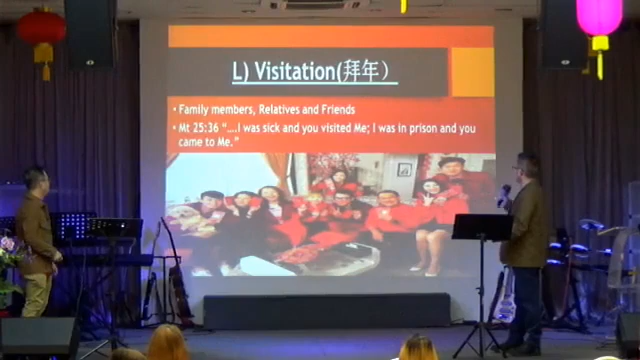 L) Visitation(拜年）
• Family members, Relatives and Friends
• Mt 25:36 “....I was sick and you visited Me; I was in prison and you
came to Me.”